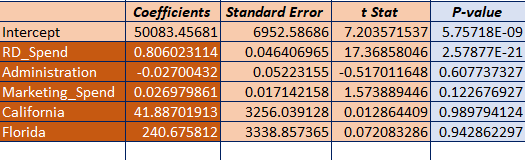 Coefficients Standard Error t Stat P-value
Intercept 50083.45681 6952.58686 7.203571537 5.75718E-09
RD_Spend 0.806023114 0.046406965 17.36858046 2.57877E-21
Administration -0.02700432 0.05223155 -0.517011648 0.607737327
Marketing_Spend 0.026979861 0.017142158 1.573889446 0.122676927
California 41.88701913 3256.039128 0.012864409 0.989794124
Florida 240.675812 3338.857365 0.072083286 0.942862297